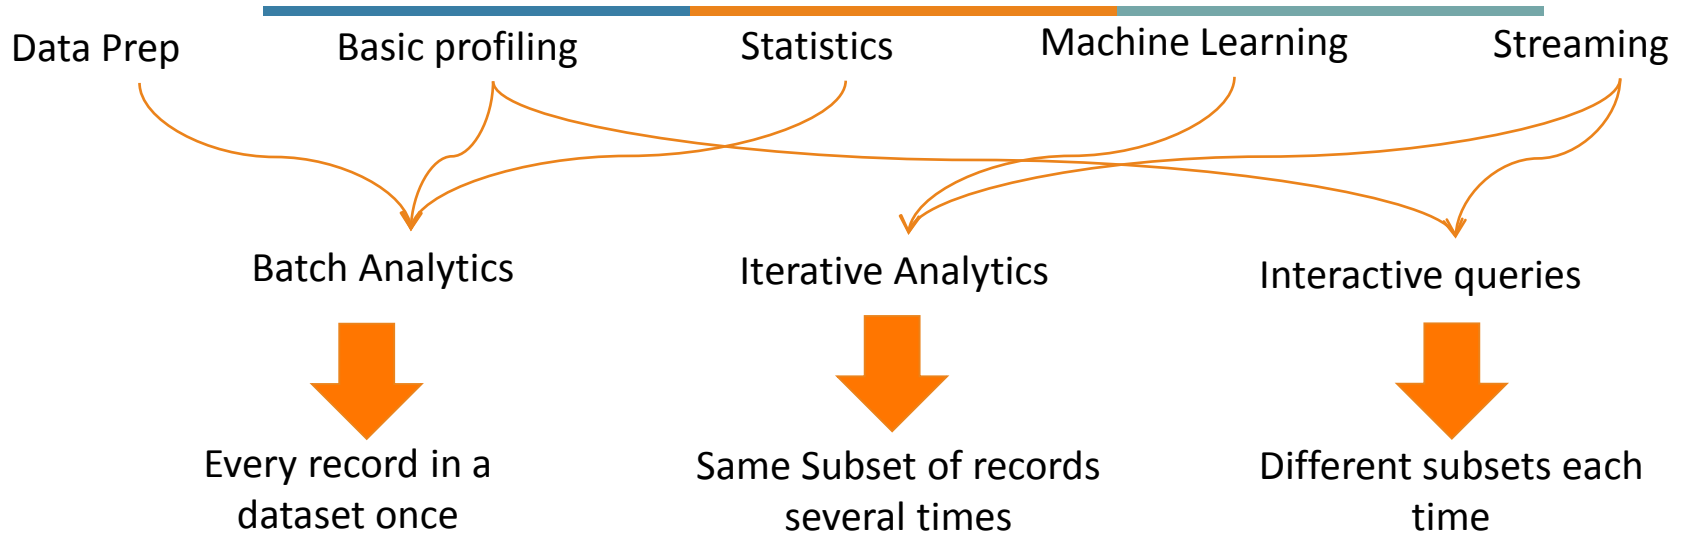 Data Prep
Basic profiling
Statistics
Machine Learning
Streaming
Batch Analytics
Iterative Analytics
Interactive queries
Every record in a
dataset once
Same Subset of records
several times
Different subsets each
time